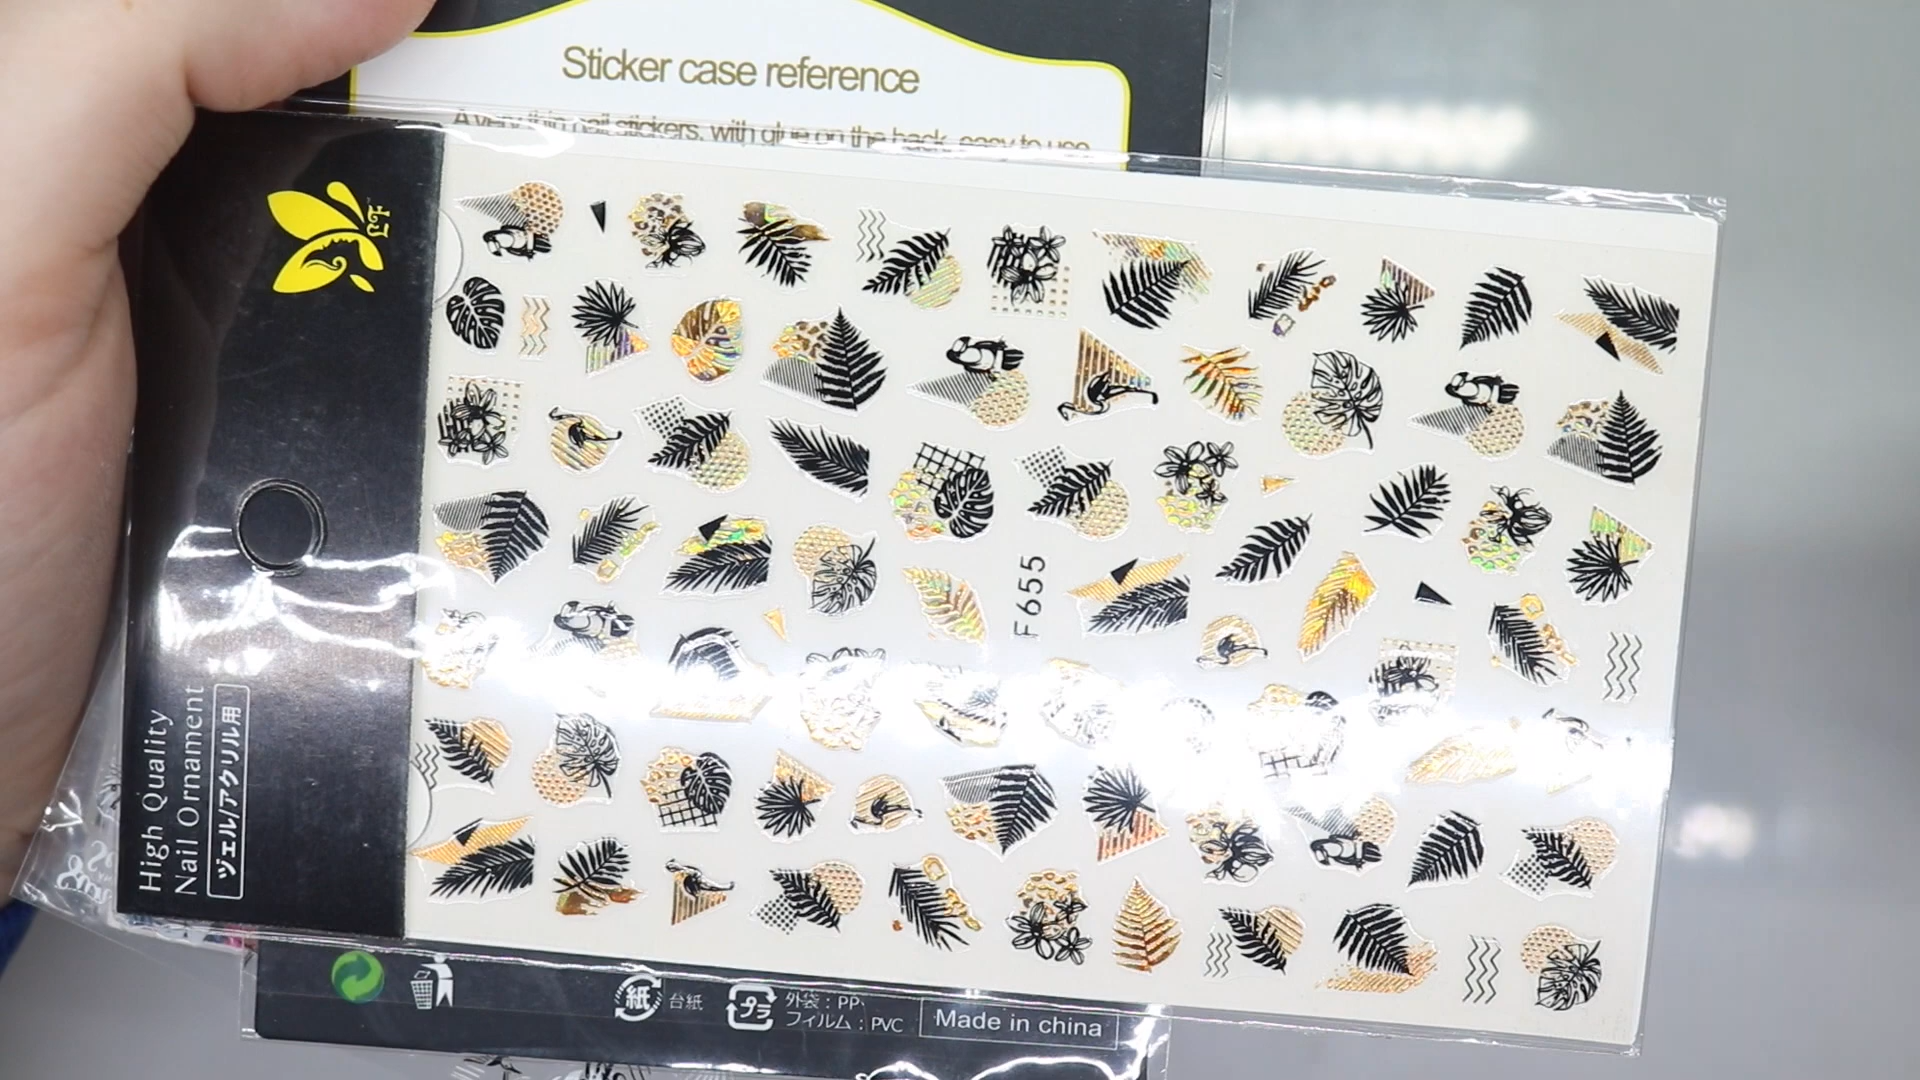 Sticker case reference
A very thin nail stickers, with glue on the back, easy to use
F655
High Quality
Nail Ornament
ジェル/アクリル用
紙 台紙
プラ 外袋：PP、
フィルム：PVC
Made in china